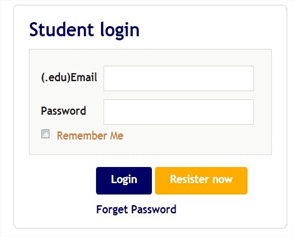 Student login
(.edu)Email
Password
Remember Me
Login Resister now
Forget Password